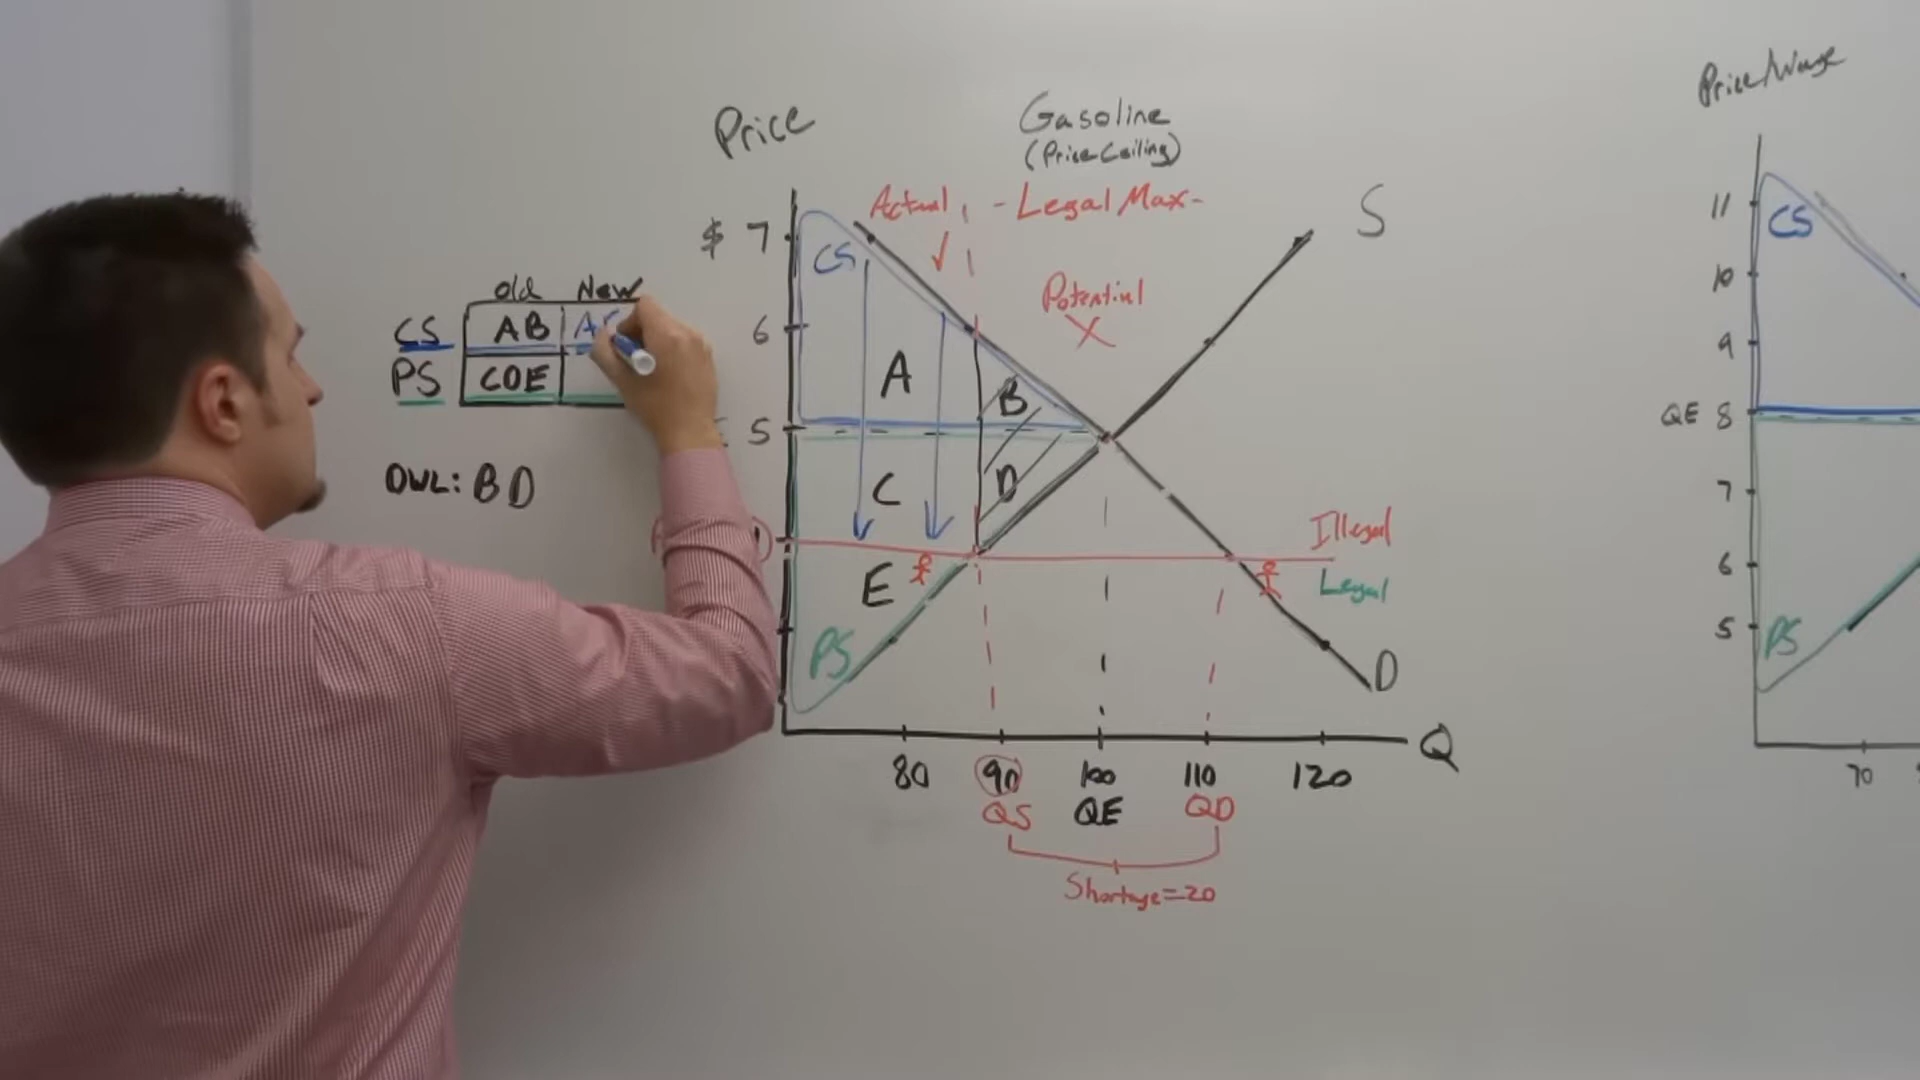 Price
Gasoline
(Price Ceiling)
Actual
- Legal Max -
S
$ 7
CS
Potential
X
6
A
B
5
C
D
Illegal
Legal
E
PS
D
Q
80 90 100 110 120
QS QE QD
Shortage=20
Old New
CS AB
PS CDE
DWL: BD
Price/Wage
11
CS
10
9
QE 8
7
6
5
PS
70